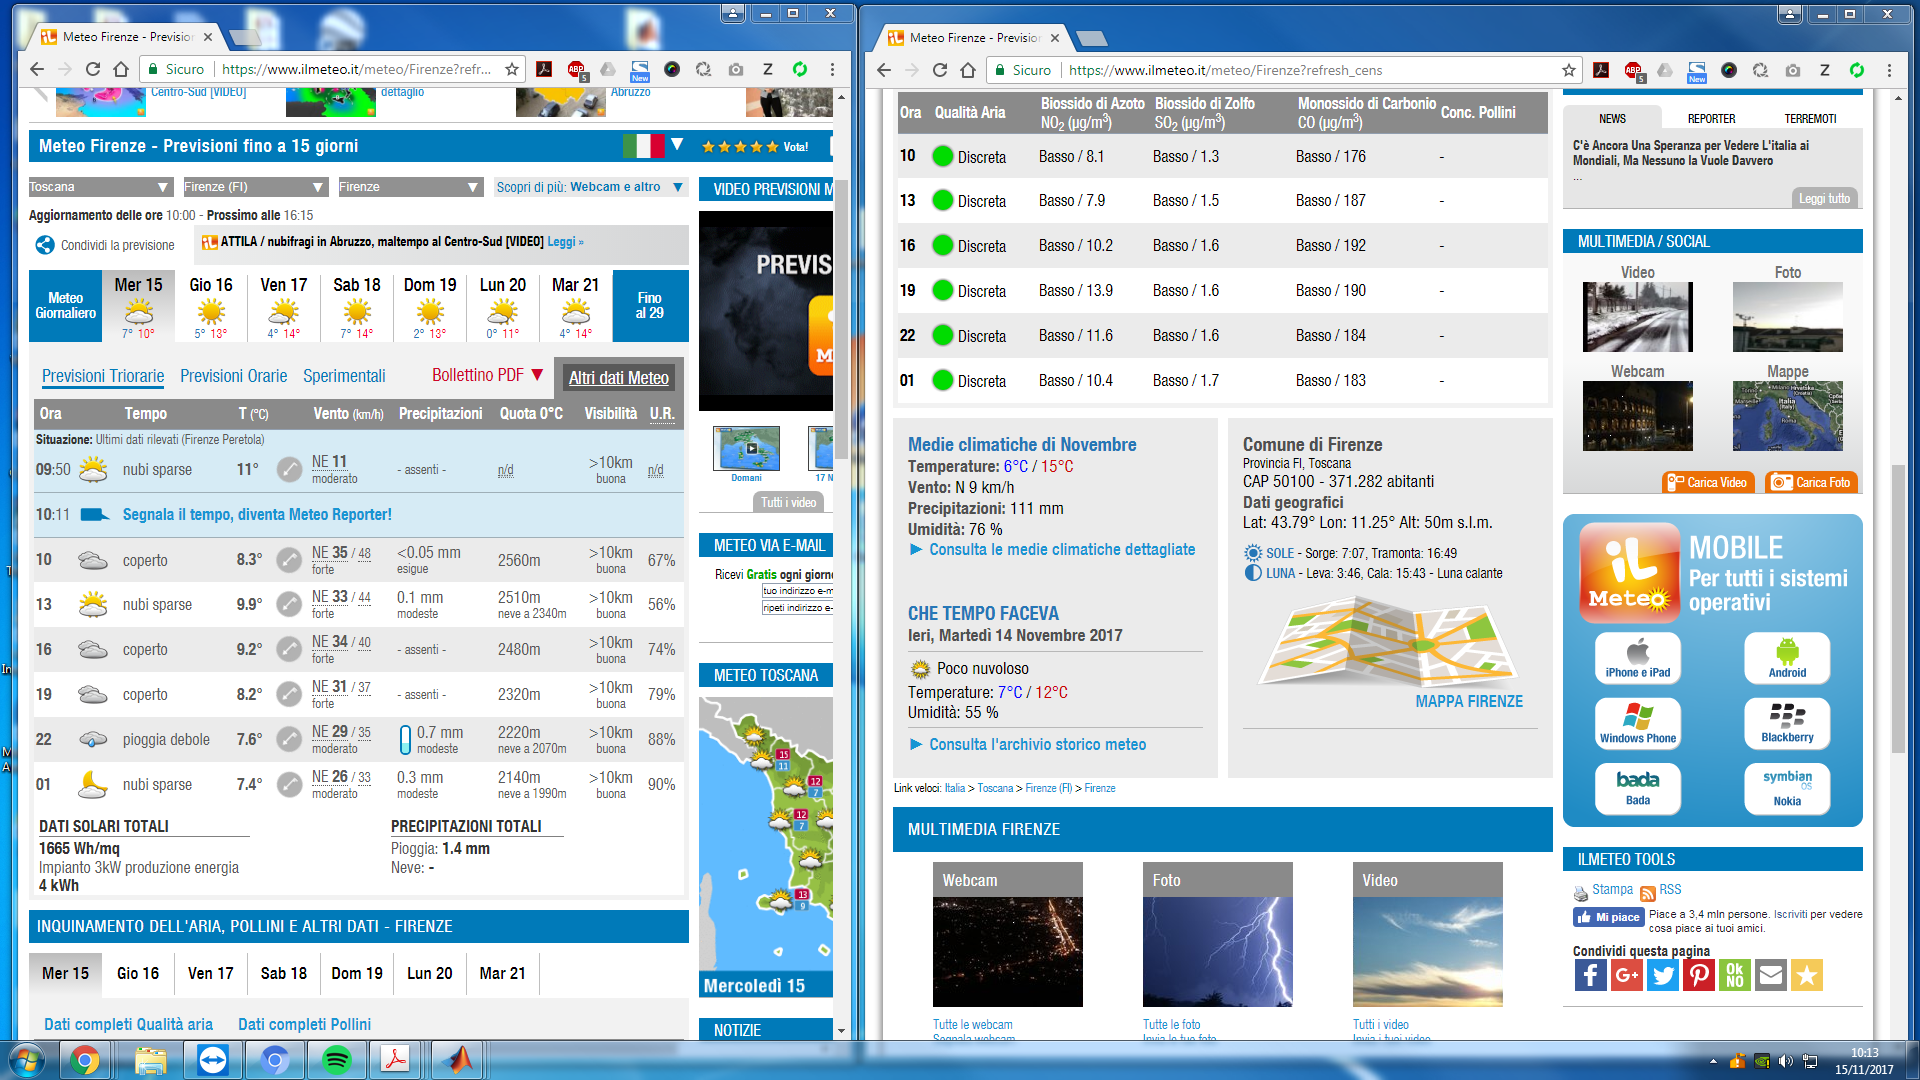 Meteo Firenze - Previsior
Sicuro
https://www.ilmeteo.it/meteo/Firenze?refr...
Centro-Sud [VIDEO]
dettaglio
Abruzzo
Meteo Firenze - Previsioni fino a 15 giorni
Vota!
Toscana
Firenze (FI)
Firenze
Scopri di più: Webcam e altro
Aggiornamento delle ore 10:00 - Prossimo alle 16:15
Condividi la previsione
ATTILA / nubifragi in Abruzzo, maltempo al Centro-Sud [VIDEO] Leggi »
Meteo Giornaliero
Mer 15 7° 10°
Gio 16 5° 13°
Ven 17 4° 14°
Sab 18 7° 14°
Dom 19 2° 13°
Lun 20 0° 11°
Mar 21 4° 14°
Fino al 29
Previsioni Triorarie
Previsioni Orarie
Sperimentali
Bollettino PDF ▼
Altri dati Meteo
Ora Tempo T (°C) Vento (km/h) Precipitazioni Quota 0°C Visibilità U.R.
Situazione: Ultimi dati rilevati (Firenze Peretola)
09:50 nubi sparse 11° NE 11 moderato - assenti - n/d >10km buona n/d
10:11 Segnala il tempo, diventa Meteo Reporter!
10 coperto 8.3° NE 35 / 48 forte <0.05 mm esigue 2560m >10km buona 67%
13 nubi sparse 9.9° NE 33 / 44 forte 0.1 mm modeste 2510m neve a 2340m >10km buona 56%
16 coperto 9.2° NE 34 / 40 forte - assenti - 2480m >10km buona 74%
19 coperto 8.2° NE 31 / 37 forte - assenti - 2320m >10km buona 79%
22 pioggia debole 7.6° NE 29 / 35 moderato 0.7 mm modeste 2220m neve a 2070m >10km buona 88%
01 nubi sparse 7.4° NE 26 / 33 moderato 0.3 mm modeste 2140m neve a 1990m >10km buona 90%
DATI SOLARI TOTALI
1665 Wh/mq
Impianto 3kW produzione energia
4 kWh
PRECIPITAZIONI TOTALI
Pioggia: 1.4 mm
Neve: -
INQUINAMENTO DELL'ARIA, POLLINI E ALTRI DATI - FIRENZE
Mer 15 Gio 16 Ven 17 Sab 18 Dom 19 Lun 20 Mar 21
Dati completi Qualità aria
Dati completi Pollini
VIDEO PREVISIONI M
PREVIS
Domani
17 N
Tutti i video
METEO VIA E-MAIL
Ricevi Gratis ogni giorn
tuo indirizzo e-m
ripeti indirizzo e-
METEO TOSCANA
15
11
12
7
12
7
13
9
Mercoledì 15
NOTIZIE
Meteo Firenze - Previsior
Sicuro
https://www.ilmeteo.it/meteo/Firenze?refresh_cens
Ora Qualità Aria Biossido di Azoto NO2 (µg/m3) Biossido di Zolfo SO2 (µg/m3) Monossido di Carbonio CO (µg/m3) Conc. Pollini
10 Discreta Basso / 8.1 Basso / 1.3 Basso / 176 -
13 Discreta Basso / 7.9 Basso / 1.5 Basso / 187 -
16 Discreta Basso / 10.2 Basso / 1.6 Basso / 192 -
19 Discreta Basso / 13.9 Basso / 1.6 Basso / 190 -
22 Discreta Basso / 11.6 Basso / 1.6 Basso / 184 -
01 Discreta Basso / 10.4 Basso / 1.7 Basso / 183 -
Medie climatiche di Novembre
Temperature: 6°C / 15°C
Vento: N 9 km/h
Precipitazioni: 111 mm
Umidità: 76 %
► Consulta le medie climatiche dettagliate
CHE TEMPO FACEVA
Ieri, Martedì 14 Novembre 2017
Poco nuvoloso
Temperature: 7°C / 12°C
Umidità: 55 %
► Consulta l'archivio storico meteo
Comune di Firenze
Provincia FI, Toscana
CAP 50100 - 371.282 abitanti
Dati geografici
Lat: 43.79° Lon: 11.25° Alt: 50m s.l.m.
SOLE - Sorge: 7:07, Tramonta: 16:49
LUNA - Leva: 3:46, Cala: 15:43 - Luna calante
MAPPA FIRENZE
Link veloci: Italia > Toscana > Firenze (FI) > Firenze
MULTIMEDIA FIRENZE
Webcam
Foto
Video
Tutte le webcam
Tutte le foto
Tutti i video
Segnala webcam
Invia le tue foto
Invia i tuoi video
NEWS
REPORTER
TERREMOTI
C'è Ancora Una Speranza per Vedere L'italia ai
Mondiali, Ma Nessuno la Vuole Davvero
...
Leggi tutto
MULTIMEDIA / SOCIAL
Video
Foto
Webcam
Mappe
Carica Video
Carica Foto
iL Meteo
MOBILE
Per tutti i sistemi
operativi
iPhone e iPad
Android
Windows Phone
Blackberry
bada
Bada
symbian OS
Nokia
ILMETEO TOOLS
Stampa
RSS
Mi piace
Piace a 3,4 mln persone. Iscriviti per vedere
cosa piace ai tuoi amici.
Condividi questa pagina
OK NO
10:13
15/11/2017